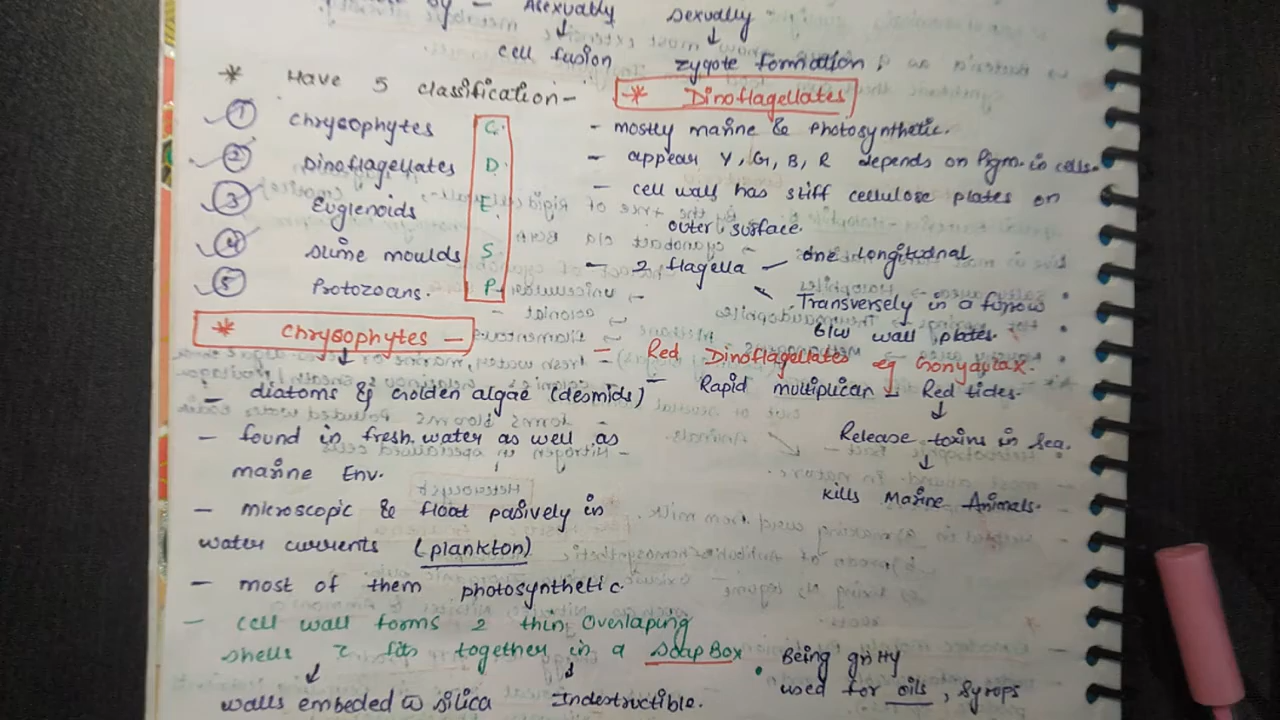 by - Asexually Sexually
↓ ↓
cell fusion zygote formation
* Have 5 classification -
① Chrysophytes C.
② Dinoflagellates D.
③ Euglenoids E.
④ Slime moulds S.
⑤ Protozoans. P
* Chrysophytes -
↓
- diatoms & Golden algae (desmids)
- found in fresh water as well as
marine Env.
- microscopic & float pasively in
water currents (plankton)
- most of them photosynthetic.
- cell wall forms 2 thin overlaping
shells fits together in a Soap Box
↓ ↓
walls embeded silica Indestructible.
* Dinoflagellates
- mostly marine & Photosynthetic.
- appear Y, G, B, R depends on Pigm. in cells.
- cell wall has stiff cellulose plates on
outer surface.
- 2 flagella - one longitudnal
Transversely in a furrow
b/w wall plates.
- Red Dinoflagellates eg Gonyaulax.
- Rapid multiplican Red tides.
↓
Release toxins in sea.
↓
kills Marine Animals.
• Being gritty
used for oils, Syrops